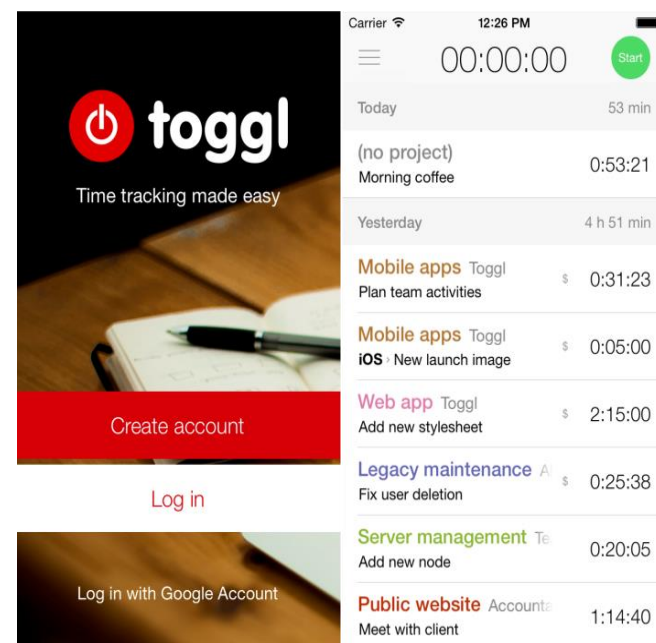 toggl
Time tracking made easy
Create account
Log in
Log in with Google Account
Carrier 12:26 PM
00:00:00 Start
Today 53 min
(no project)
Morning coffee 0:53:21
Yesterday 4 h 51 min
Mobile apps Toggl
Plan team activities $ 0:31:23
Mobile apps Toggl
iOS › New launch image $ 0:05:00
Web app Toggl
Add new stylesheet $ 2:15:00
Legacy maintenance A
Fix user deletion $ 0:25:38
Server management Te
Add new node 0:20:05
Public website Accounta
Meet with client 1:14:40